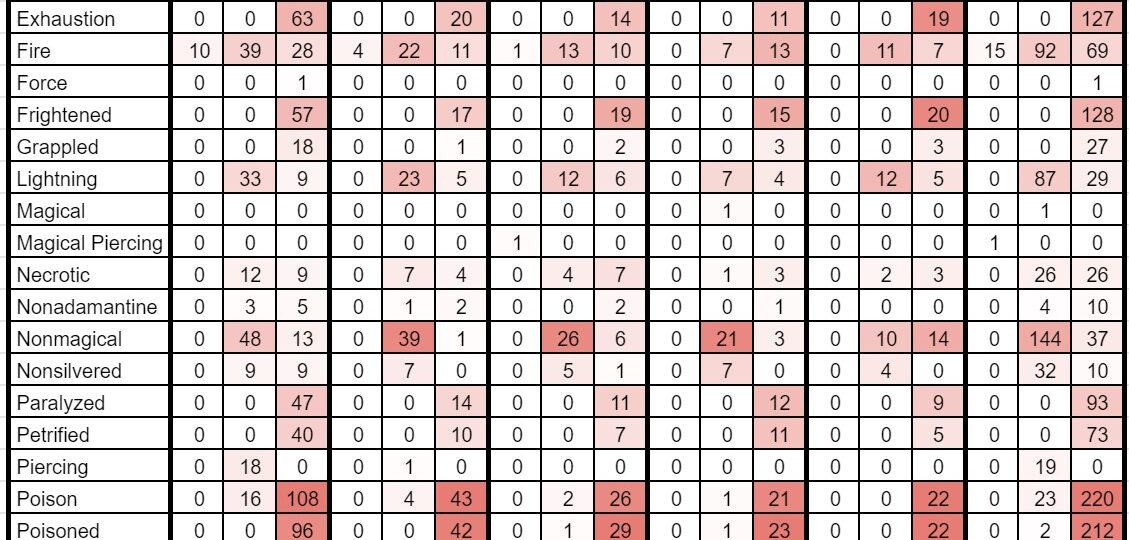 Exhaustion 0 0 63 0 0 20 0 0 14 0 0 11 0 0 19 0 0 127
Fire 10 39 28 4 22 11 1 13 10 0 7 13 0 11 7 15 92 69
Force 0 0 1 0 0 0 0 0 0 0 0 0 0 0 0 0 0 1
Frightened 0 0 57 0 0 17 0 0 19 0 0 15 0 0 20 0 0 128
Grappled 0 0 18 0 0 1 0 0 2 0 0 3 0 0 3 0 0 27
Lightning 0 33 9 0 23 5 0 12 6 0 7 4 0 12 5 0 87 29
Magical 0 0 0 0 0 0 0 0 0 0 1 0 0 0 0 0 1 0
Magical Piercing 0 0 0 0 0 0 1 0 0 0 0 0 0 0 0 1 0 0
Necrotic 0 12 9 0 7 4 0 4 7 0 1 3 0 2 3 0 26 26
Nonadamantine 0 3 5 0 1 2 0 0 2 0 0 1 0 0 0 0 4 10
Nonmagical 0 48 13 0 39 1 0 26 6 0 21 3 0 10 14 0 144 37
Nonsilvered 0 9 9 0 7 0 0 5 1 0 7 0 0 4 0 0 32 10
Paralyzed 0 0 47 0 0 14 0 0 11 0 0 12 0 0 9 0 0 93
Petrified 0 0 40 0 0 10 0 0 7 0 0 11 0 0 5 0 0 73
Piercing 0 18 0 0 1 0 0 0 0 0 0 0 0 0 0 0 19 0
Poison 0 16 108 0 4 43 0 2 26 0 1 21 0 0 22 0 23 220
Poisoned 0 0 96 0 0 42 0 1 29 0 1 23 0 0 22 0 2 212